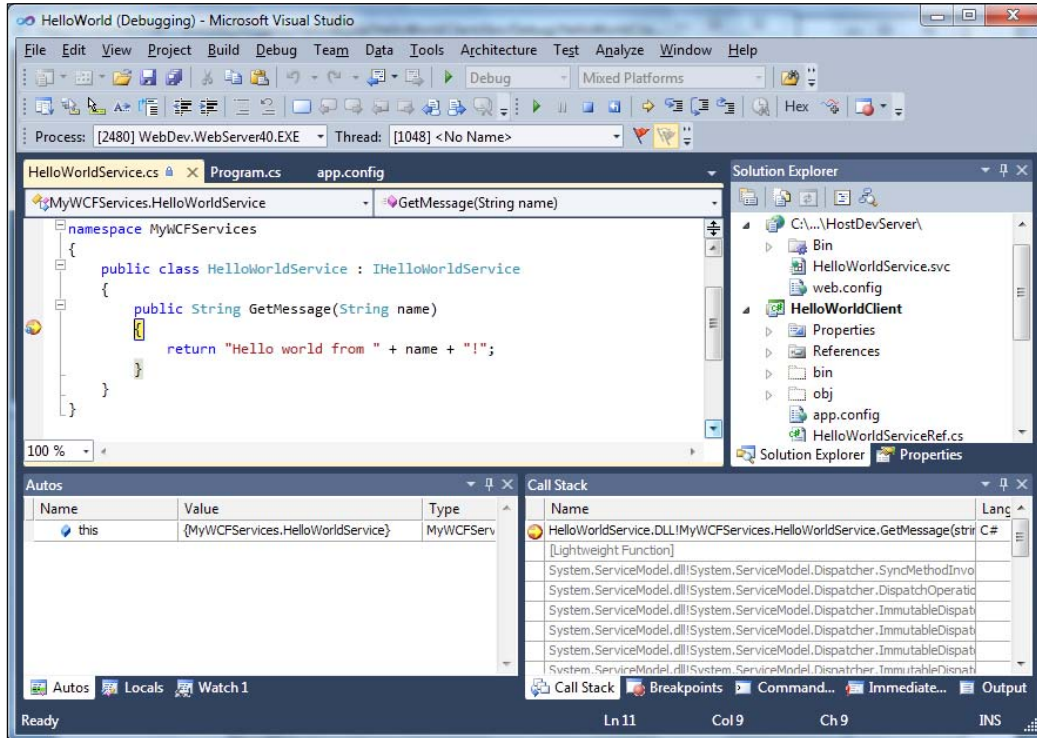 HelloWorld (Debugging) - Microsoft Visual Studio
File Edit View Project Build Debug Team Data Tools Architecture Test Analyze Window Help
Debug Mixed Platforms
Hex
Process: [2480] WebDev.WebServer40.EXE Thread: [1048] <No Name>
HelloWorldService.cs Program.cs app.config
MyWCFServices.HelloWorldService GetMessage(String name)
namespace MyWCFServices
{
public class HelloWorldService : IHelloWorldService
{
public String GetMessage(String name)
{
return "Hello world from " + name + "!";
}
}
}
100 %
Solution Explorer
C:\...\HostDevServer\
Bin
HelloWorldService.svc
web.config
HelloWorldClient
Properties
References
bin
obj
app.config
HelloWorldServiceRef.cs
Solution Explorer Properties
Autos
Name Value Type
this {MyWCFServices.HelloWorldService} MyWCFServ
Autos Locals Watch 1
Call Stack
Name Lang
HelloWorldService.DLL!MyWCFServices.HelloWorldService.GetMessage(strin C#
[Lightweight Function]
System.ServiceModel.dll!System.ServiceModel.Dispatcher.SyncMethodInvo
System.ServiceModel.dll!System.ServiceModel.Dispatcher.DispatchOperatio
System.ServiceModel.dll!System.ServiceModel.Dispatcher.ImmutableDispat
System.ServiceModel.dll!System.ServiceModel.Dispatcher.ImmutableDispat
System.ServiceModel.dll!System.ServiceModel.Dispatcher.ImmutableDispat
System.ServiceModel.dll!System.ServiceModel.Dispatcher.ImmutableDispat
Call Stack Breakpoints Command... Immediate... Output
Ready Ln 11 Col 9 Ch 9 INS